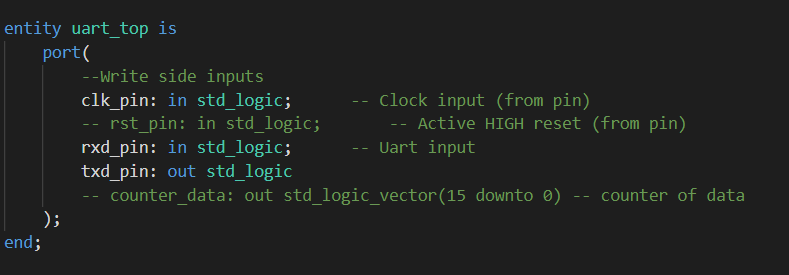 entity uart_top is
port(
--Write side inputs
clk_pin: in std_logic; -- Clock input (from pin)
-- rst_pin: in std_logic; -- Active HIGH reset (from pin)
rxd_pin: in std_logic; -- Uart input
txd_pin: out std_logic
-- counter_data: out std_logic_vector(15 downto 0) -- counter of data
);
end;